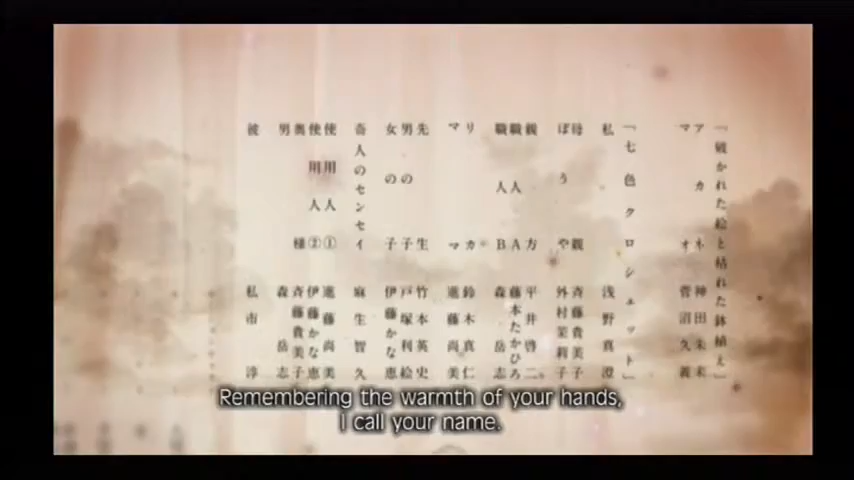 「破かれた絵と枯れた鉢植え」
アカネ 神田朱未
マオ 菅沼久義
「七色クロシェット」
私 浅野真澄
母親 斉藤貴美子
ぼうや 外村茉莉子
親方 平井啓二
職人A 藤本たかひろ
職人B 森岳志
リカ 鈴木真仁
ママ 進藤尚美
先生 竹本英史
男の子 戸塚利絵
女の子 伊藤かな恵
奇人のセンセイ 麻生智久
使用人① 進藤尚美
使用人② 伊藤かな恵
奥様 斉藤貴美子
男 森岳志
彼 私市淳
Remembering the warmth of your hands,
I call your name.